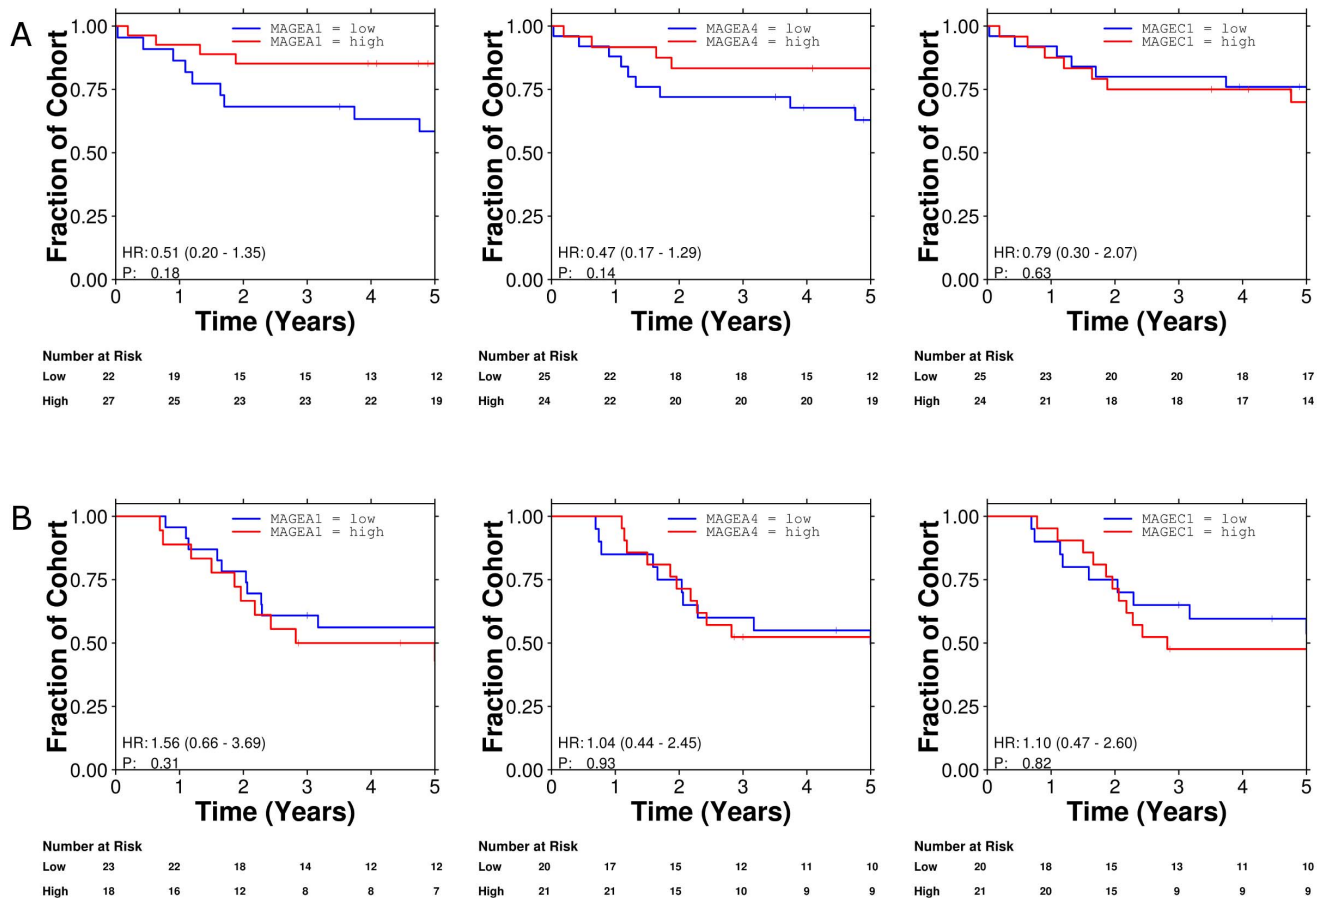 A
Fraction of Cohort
1.00
0.75
0.50
0.25
0.00
MAGEA1 = low
MAGEA1 = high
HR: 0.51 (0.20 - 1.35)
P: 0.18
0 1 2 3 4 5
Time (Years)
Number at Risk
Low 22 19 15 15 13 12
High 27 25 23 23 22 19
Fraction of Cohort
1.00
0.75
0.50
0.25
0.00
MAGEA4 = low
MAGEA4 = high
HR: 0.47 (0.17 - 1.29)
P: 0.14
0 1 2 3 4 5
Time (Years)
Number at Risk
Low 25 22 18 18 15 12
High 24 22 20 20 20 19
Fraction of Cohort
1.00
0.75
0.50
0.25
0.00
MAGEC1 = low
MAGEC1 = high
HR: 0.79 (0.30 - 2.07)
P: 0.63
0 1 2 3 4 5
Time (Years)
Number at Risk
Low 25 23 20 20 18 17
High 24 21 18 18 17 14
B
Fraction of Cohort
1.00
0.75
0.50
0.25
0.00
MAGEA1 = low
MAGEA1 = high
HR: 1.56 (0.66 - 3.69)
P: 0.31
0 1 2 3 4 5
Time (Years)
Number at Risk
Low 23 22 18 14 12 12
High 18 16 12 8 8 7
Fraction of Cohort
1.00
0.75
0.50
0.25
0.00
MAGEA4 = low
MAGEA4 = high
HR: 1.04 (0.44 - 2.45)
P: 0.93
0 1 2 3 4 5
Time (Years)
Number at Risk
Low 20 17 15 12 11 10
High 21 21 15 10 9 9
Fraction of Cohort
1.00
0.75
0.50
0.25
0.00
MAGEC1 = low
MAGEC1 = high
HR: 1.10 (0.47 - 2.60)
P: 0.82
0 1 2 3 4 5
Time (Years)
Number at Risk
Low 20 18 15 13 11 10
High 21 20 15 9 9 9